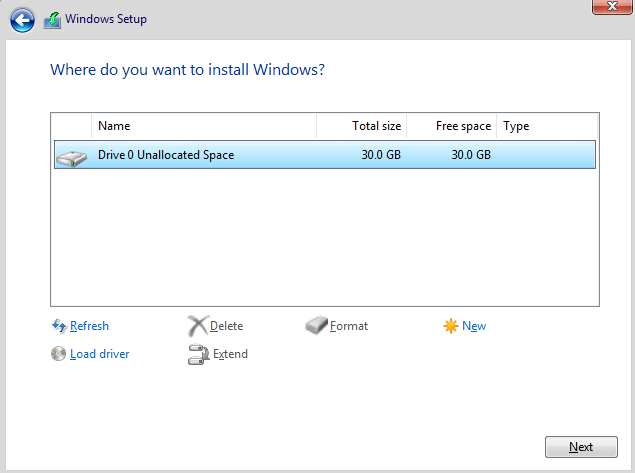 Windows Setup
Where do you want to install Windows?
Name Total size Free space Type
Drive 0 Unallocated Space 30.0 GB 30.0 GB
Refresh Delete Format New
Load driver Extend
Next